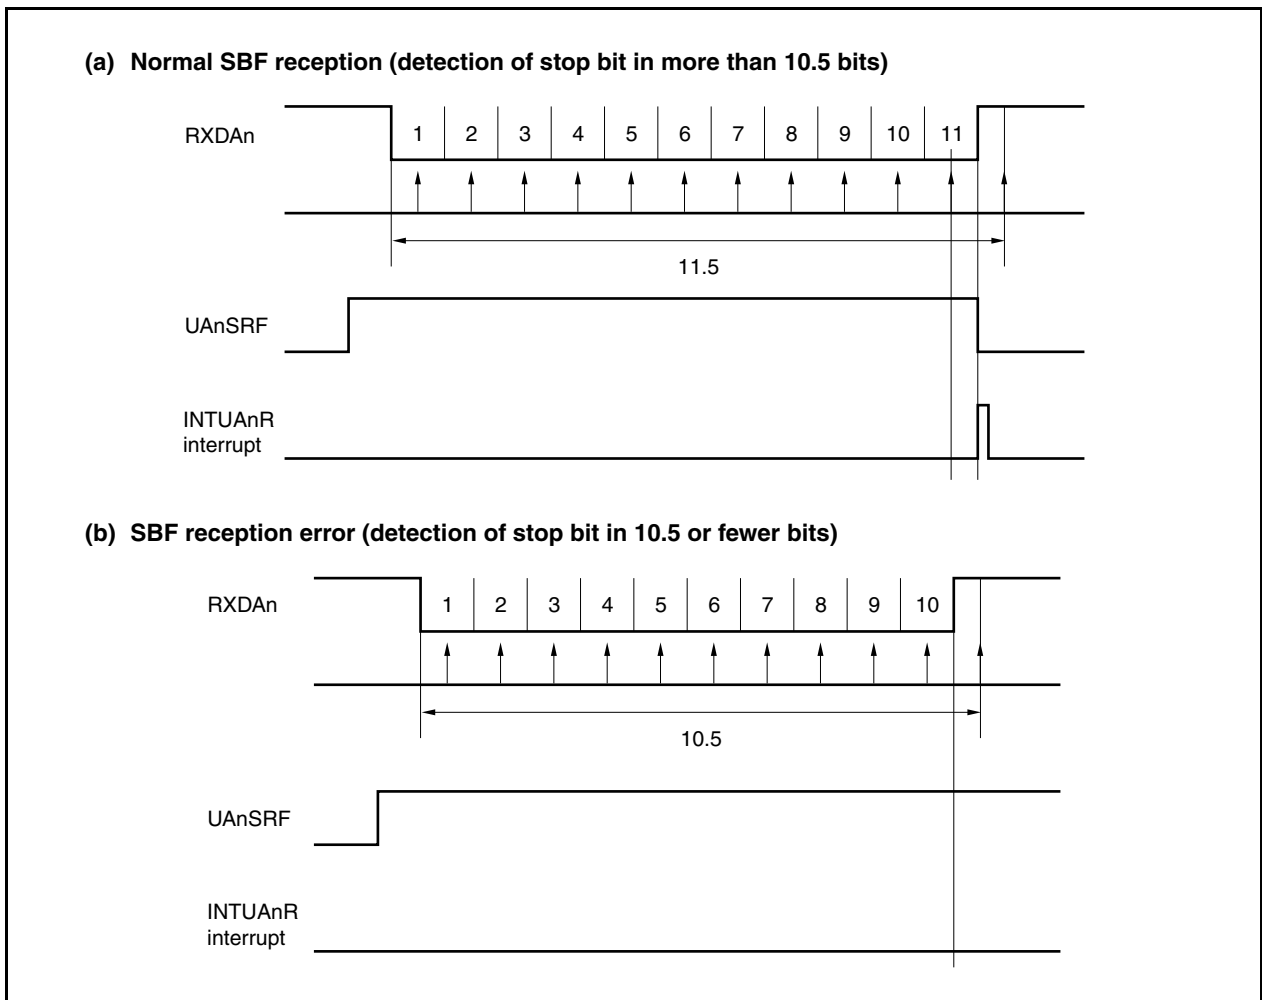 (a) Normal SBF reception (detection of stop bit in more than 10.5 bits)
RXDAn
1 2 3 4 5 6 7 8 9 10 11
11.5
UAnSRF
INTUAnR
interrupt
(b) SBF reception error (detection of stop bit in 10.5 or fewer bits)
RXDAn
1 2 3 4 5 6 7 8 9 10
10.5
UAnSRF
INTUAnR
interrupt